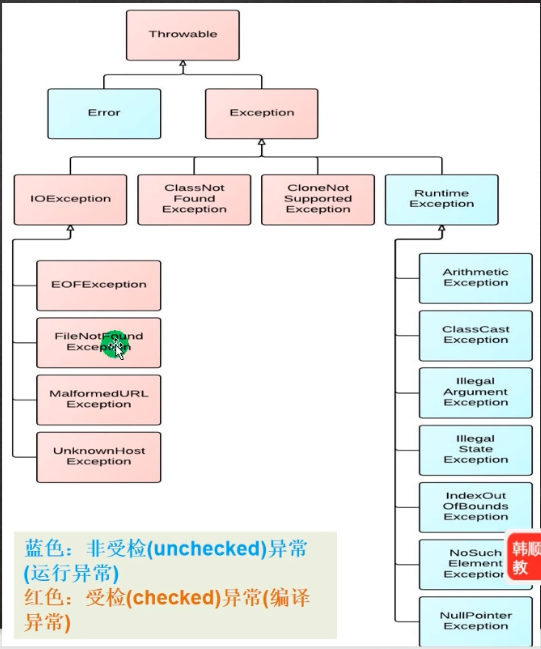 Throwable
Error
Exception
IOException
ClassNot
Found
Exception
CloneNot
Supported
Exception
Runtime
Exception
EOFException
FileNotFound
Exception
MalformedURL
Exception
UnknownHost
Exception
Arithmetic
Exception
ClassCast
Exception
Illegal
Argument
Exception
Illegal
State
Exception
IndexOut
OfBounds
Exception
NoSuch
Element
Exception
NullPointer
Exception
蓝色：非受检(unchecked)异常
(运行异常)
红色：受检(checked)异常(编译
异常)
韩顺
教